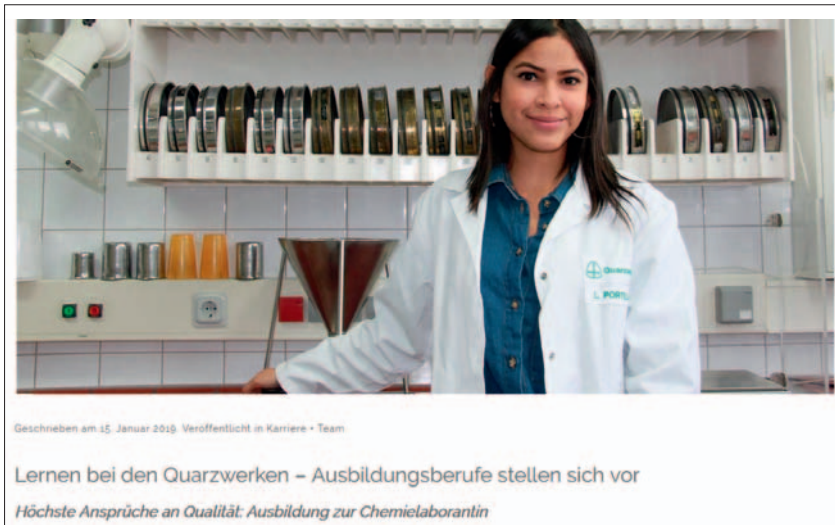 Geschrieben am 15. Januar 2019. Veröffentlicht in Karriere • Team
Lernen bei den Quarzwerken – Ausbildungsberufe stellen sich vor
Höchste Ansprüche an Qualität: Ausbildung zur Chemielaborantin